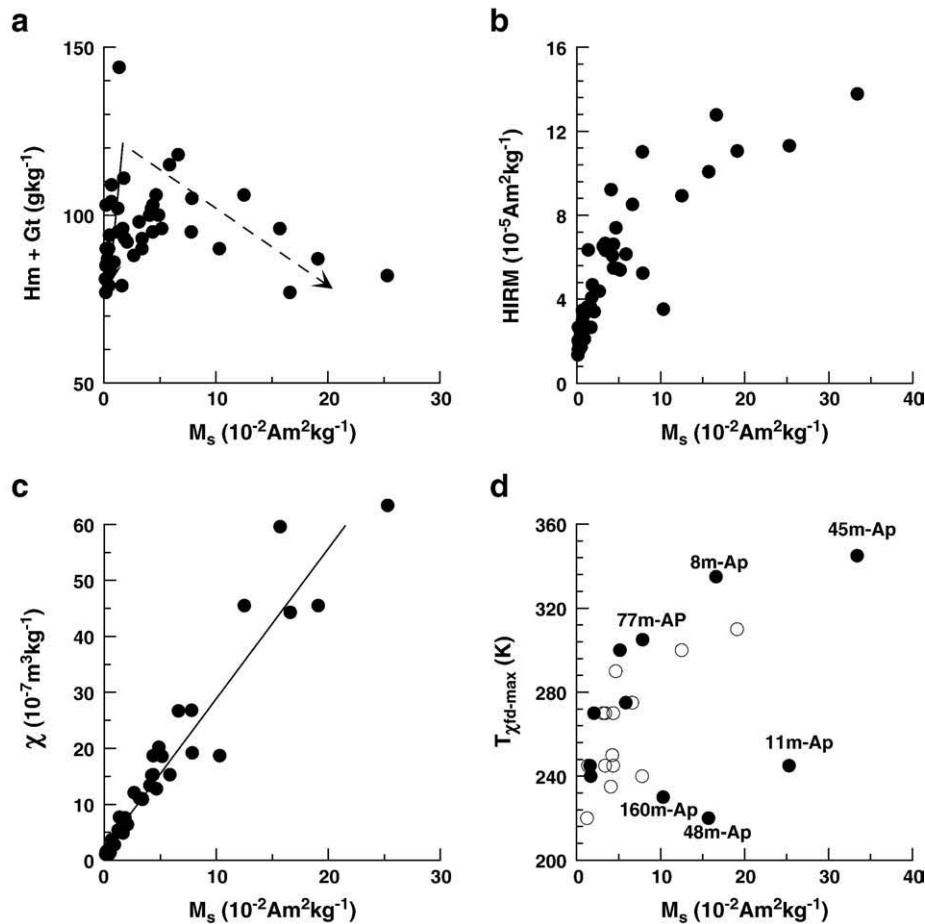 a
150
100
50
Hm + Gt (gkg⁻¹)
0 10 20 30
Mₛ (10⁻²Am²kg⁻¹)
b
16
12
8
4
0
HIRM (10⁻⁵Am²kg⁻¹)
0 10 20 30 40
Mₛ (10⁻²Am²kg⁻¹)
c
60
50
40
30
20
10
0
χ (10⁻⁷m³kg⁻¹)
0 10 20 30
Mₛ (10⁻²Am²kg⁻¹)
d
360
320
280
240
200
Tχfd-max (K)
45m-Ap
8m-Ap
77m-AP
11m-Ap
160m-Ap
48m-Ap
0 10 20 30 40
Mₛ (10⁻²Am²kg⁻¹)